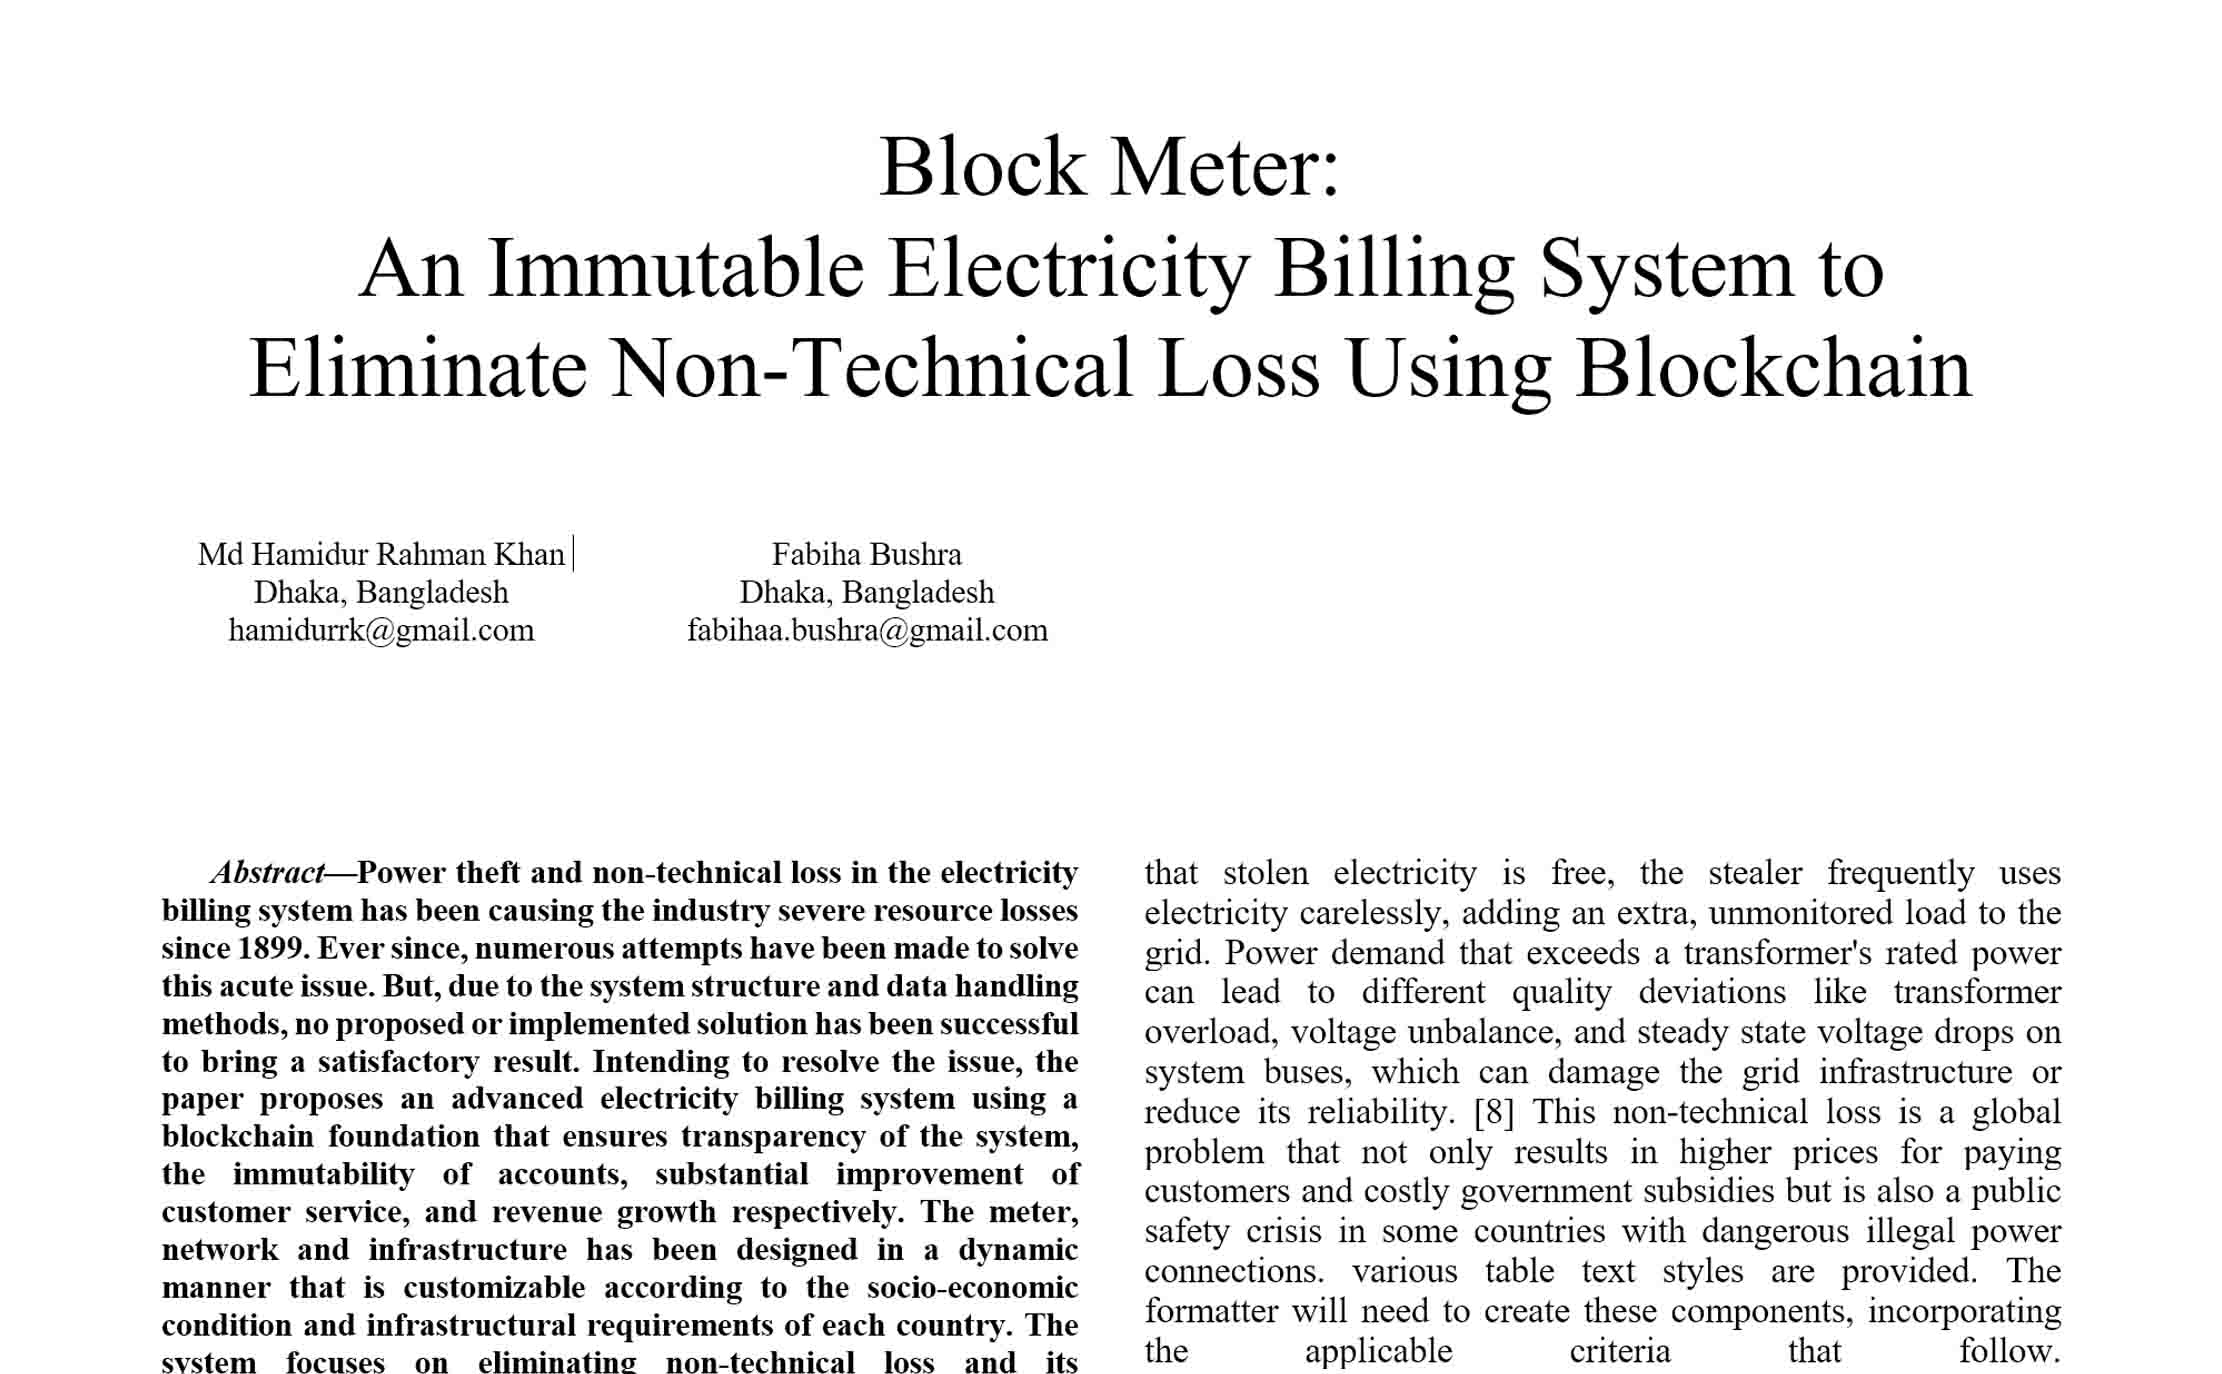 Block Meter:
An Immutable Electricity Billing System to
Eliminate Non-Technical Loss Using Blockchain
Md Hamidur Rahman Khan
Dhaka, Bangladesh
hamidurrk@gmail.com
Fabiha Bushra
Dhaka, Bangladesh
fabihaa.bushra@gmail.com
Abstract—Power theft and non-technical loss in the electricity
billing system has been causing the industry severe resource losses
since 1899. Ever since, numerous attempts have been made to solve
this acute issue. But, due to the system structure and data handling
methods, no proposed or implemented solution has been successful
to bring a satisfactory result. Intending to resolve the issue, the
paper proposes an advanced electricity billing system using a
blockchain foundation that ensures transparency of the system,
the immutability of accounts, substantial improvement of
customer service, and revenue growth respectively. The meter,
network and infrastructure has been designed in a dynamic
manner that is customizable according to the socio-economic
condition and infrastructural requirements of each country. The
system focuses on eliminating non-technical loss and its
that stolen electricity is free, the stealer frequently uses
electricity carelessly, adding an extra, unmonitored load to the
grid. Power demand that exceeds a transformer's rated power
can lead to different quality deviations like transformer
overload, voltage unbalance, and steady state voltage drops on
system buses, which can damage the grid infrastructure or
reduce its reliability. [8] This non-technical loss is a global
problem that not only results in higher prices for paying
customers and costly government subsidies but is also a public
safety crisis in some countries with dangerous illegal power
connections. various table text styles are provided. The
formatter will need to create these components, incorporating
the applicable criteria that follow.